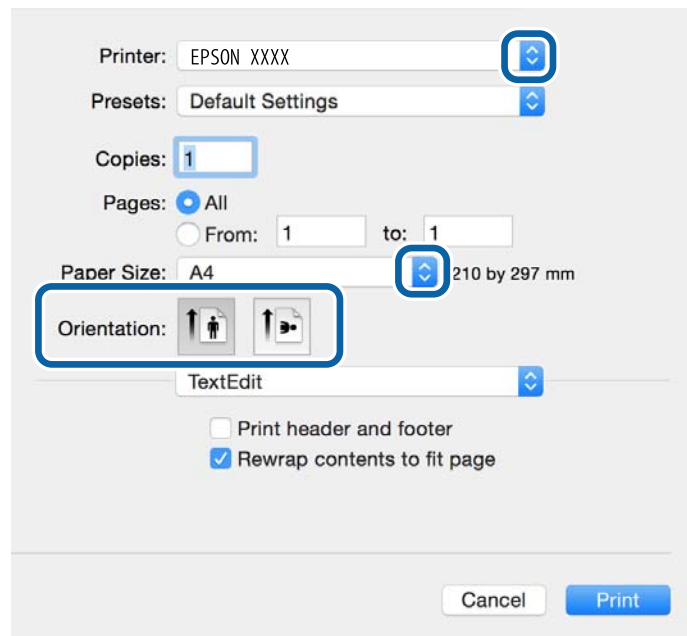 Printer: EPSON XXXX
Presets: Default Settings
Copies: 1
Pages: All
From: 1 to: 1
Paper Size: A4 210 by 297 mm
Orientation:
TextEdit
Print header and footer
Rewrap contents to fit page
Cancel Print